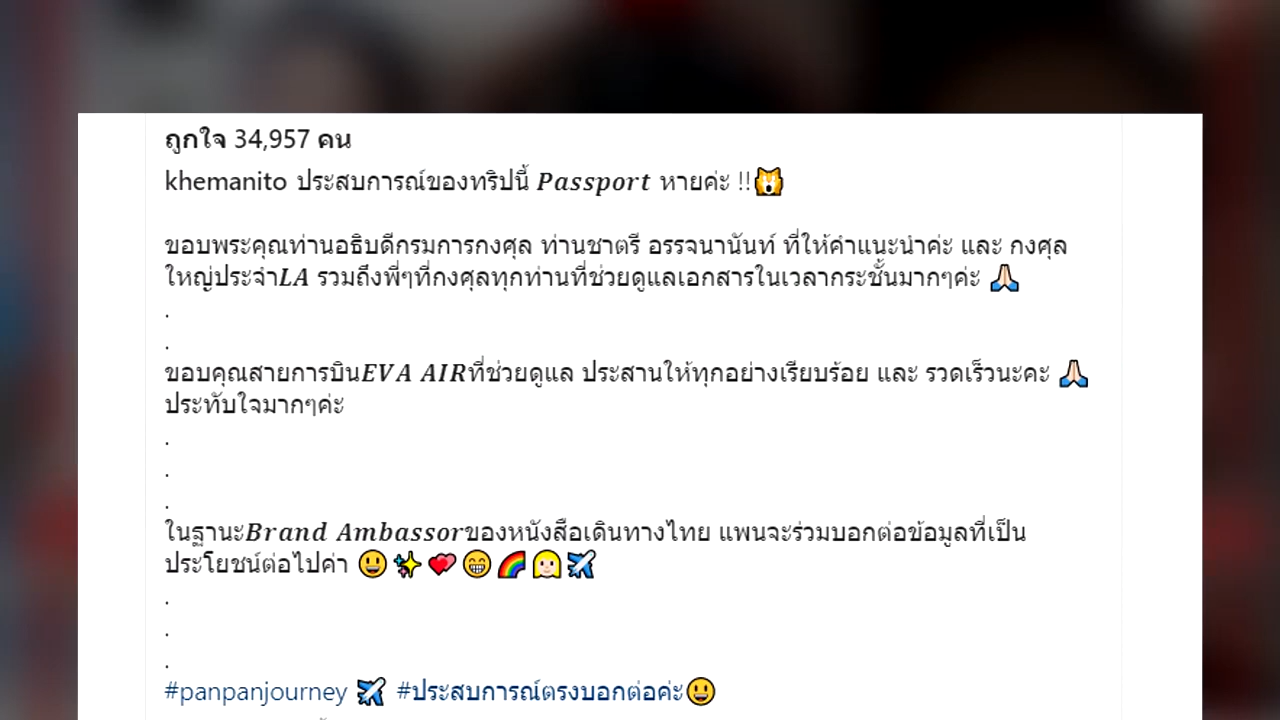 ถูกใจ 34,957 คน
khemanito ประสบการณ์ของทริปนี้ Passport หายค่ะ !!🙀
ขอบพระคุณท่านอธิบดีกรมการกงศุล ท่านชาตรี อรรจนานันท์ ที่ให้คำแนะนำค่ะ และ กงศุล
ใหญ่ประจำLA รวมถึงพี่ๆที่กงศุลทุกท่านที่ช่วยดูแลเอกสารในเวลากระชั้นมากๆค่ะ 🙏🏻
.
.
ขอบคุณสายการบินEVA AIRที่ช่วยดูแล ประสานให้ทุกอย่างเรียบร้อย และ รวดเร็วนะคะ 🙏🏻
ประทับใจมากๆค่ะ
.
.
.
ในฐานะBrand Ambassorของหนังสือเดินทางไทย แพนจะร่วมบอกต่อข้อมูลที่เป็น
ประโยชน์ต่อไปค่า 😃✨💕😁🌈👱🏻‍♀️✈️
.
.
.
#panpanjourney ✈️ #ประสบการณ์ตรงบอกต่อค่ะ😃